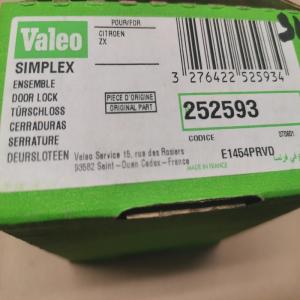 Valeo
POUR/FOR
CITROEN
ZX
SIMPLEX
ENSEMBLE
DOOR LOCK
TÜRSCHLOSS
CERRADURAS
SERRATURE
DEURSLOTEN
PIECE D'ORIGINE
ORIGINAL PART
3 276422 525934
252593
CODICE
E1454PRVD
Valeo Service 15, rue des Rosiers
93582 Saint-Ouen Cedex-France
MADE IN FRANCE